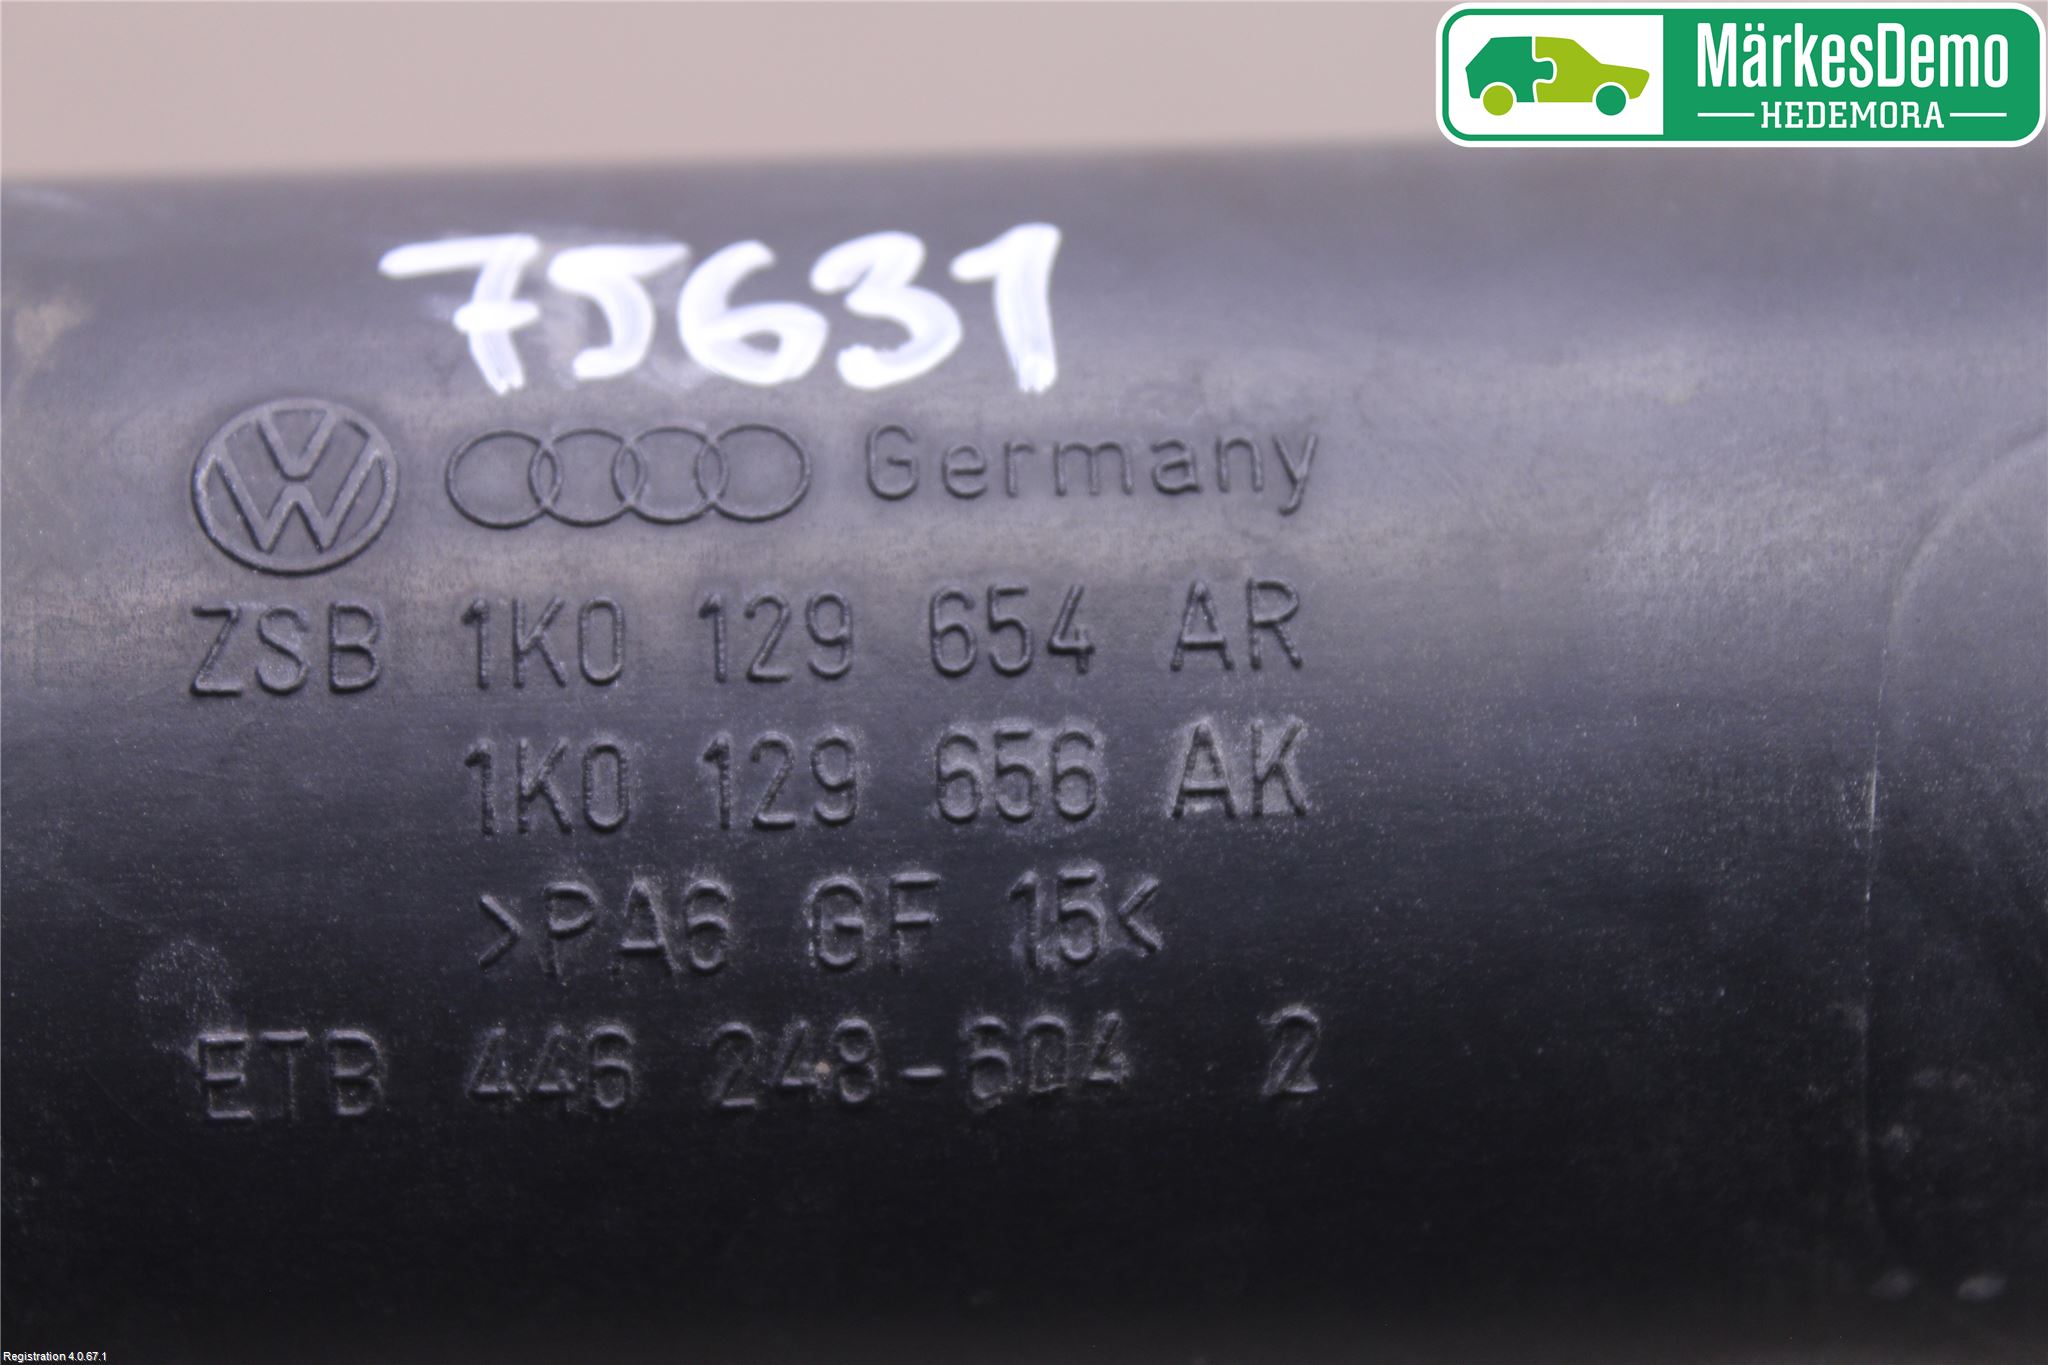 MärkesDemo
HEDEMORA
75631
Germany
ZSB 1K0 129 654 AR
1K0 129 656 AK
>PA6 GF 15<
ETB 446 248-604 2
Registration 4.0.67.1